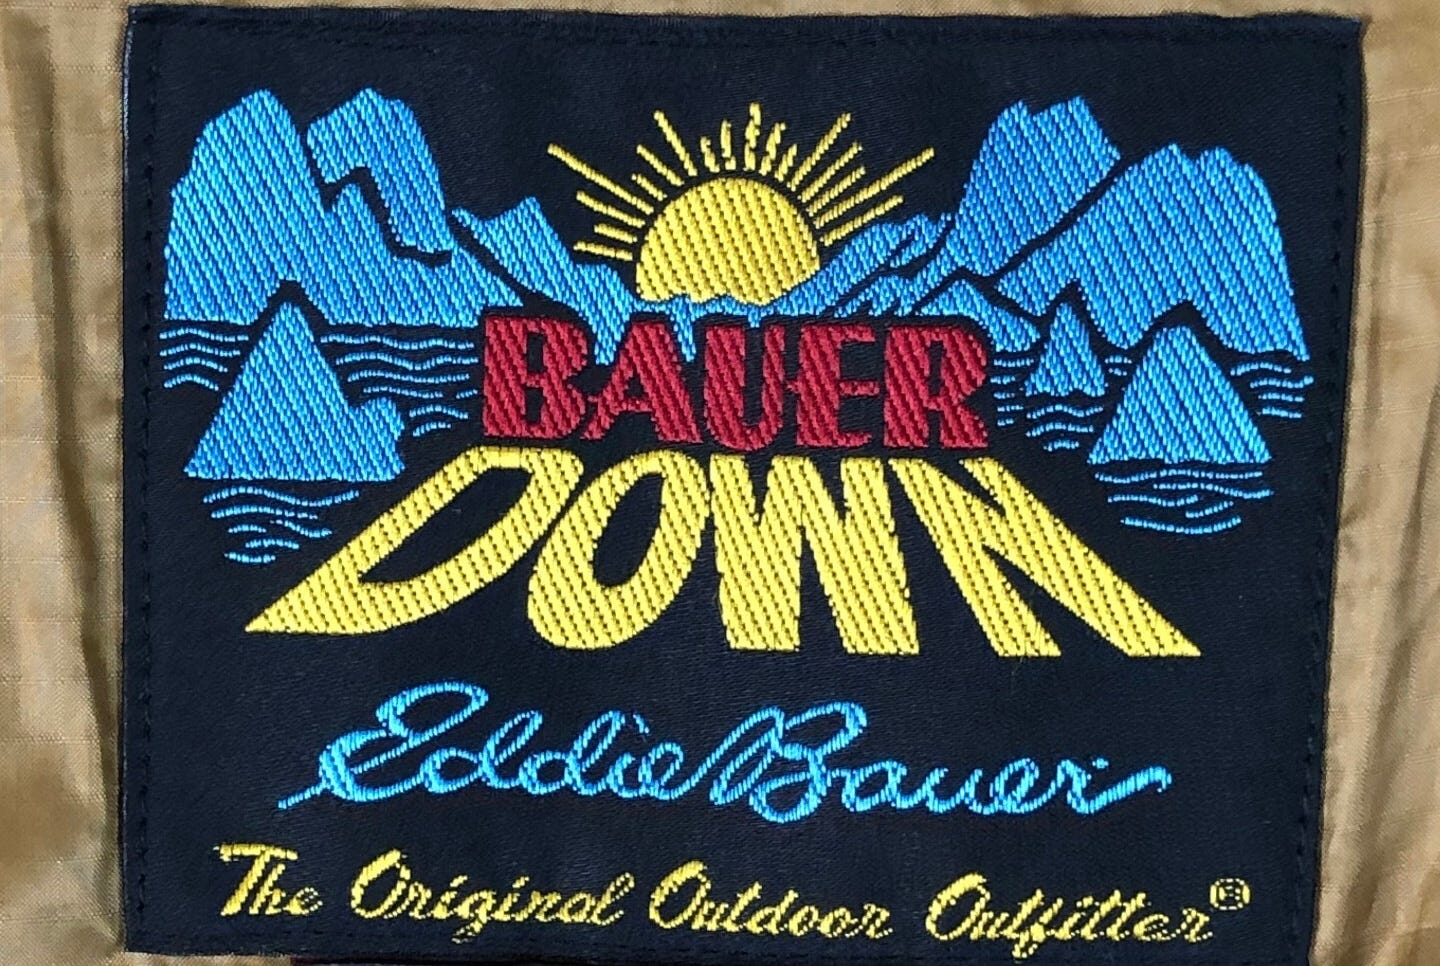 BAUER
DOWN
Eddie Bauer
The Original Outdoor Outfitter®